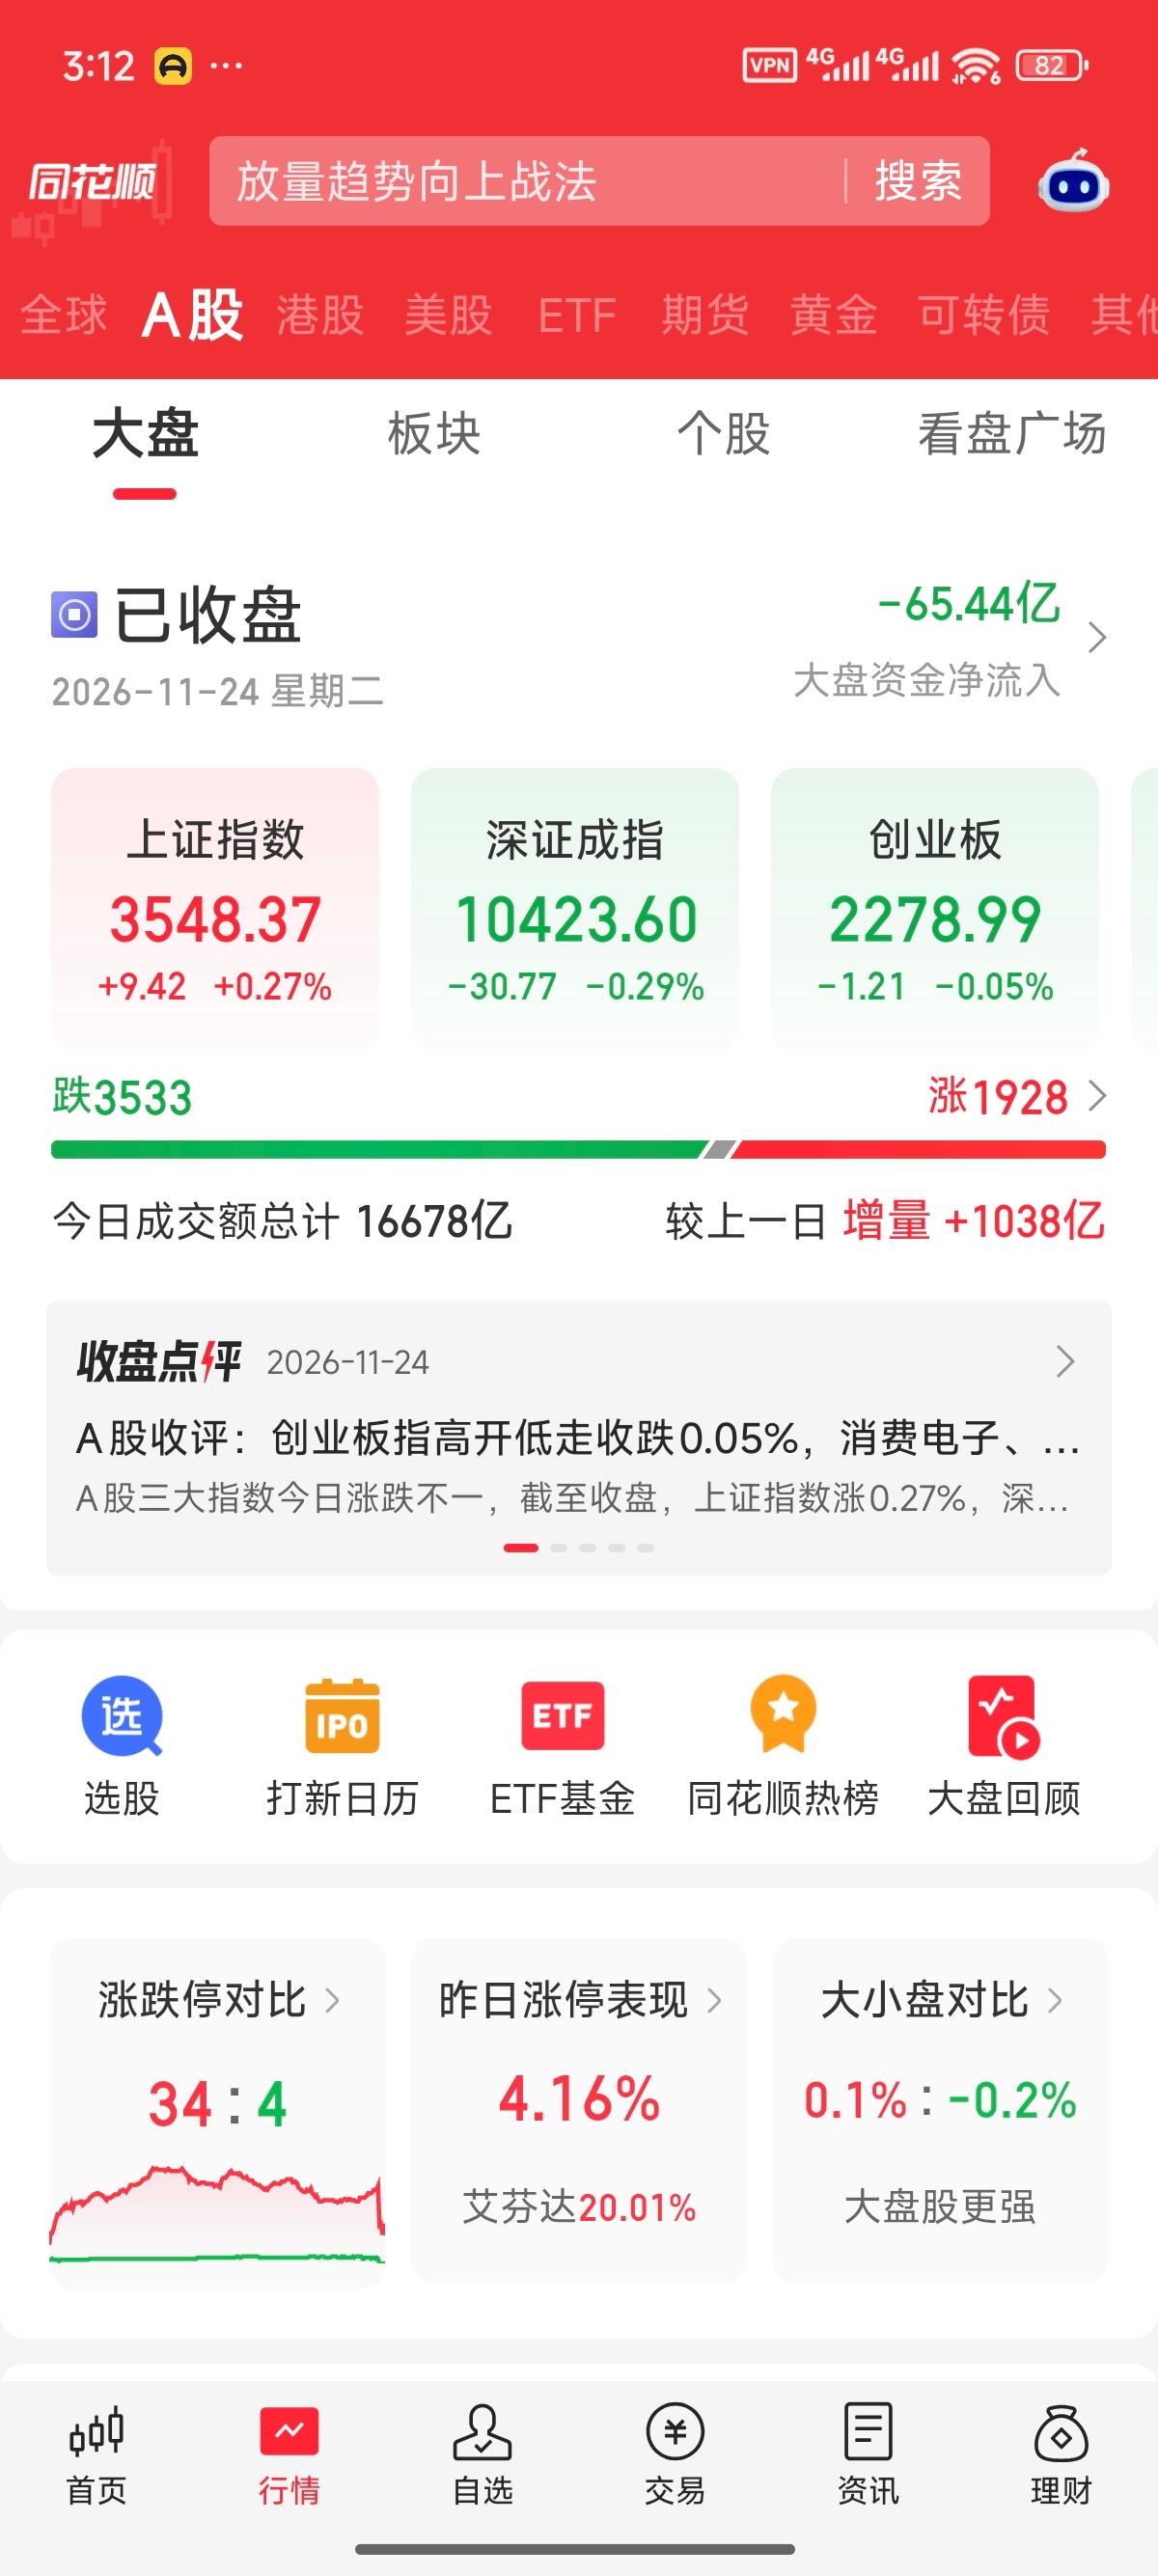 3:12 ... VPN 4G 4G 6 82
同花顺 放量趋势向上战法 搜索
全球 A股 港股 美股 ETF 期货 黄金 可转债 其他
大盘 板块 个股 看盘广场
已收盘 -65.44亿
2026-11-24 星期二 大盘资金净流入
上证指数 深证成指 创业板
3548.37 10423.60 2278.99
+9.42 +0.27% -30.77 -0.29% -1.21 -0.05%
跌3533 涨1928
今日成交额总计 16678亿 较上一日 增量 +1038亿
收盘点评 2026-11-24
A股收评：创业板指高开低走收跌0.05%，消费电子、...
A股三大指数今日涨跌不一，截至收盘，上证指数涨0.27%，深...
选 IPO ETF
选股 打新日历 ETF基金 同花顺热榜 大盘回顾
涨跌停对比 昨日涨停表现 大小盘对比
34:4 4.16% 0.1%:-0.2%
艾芬达20.01% 大盘股更强
首页 行情 自选 交易 资讯 理财